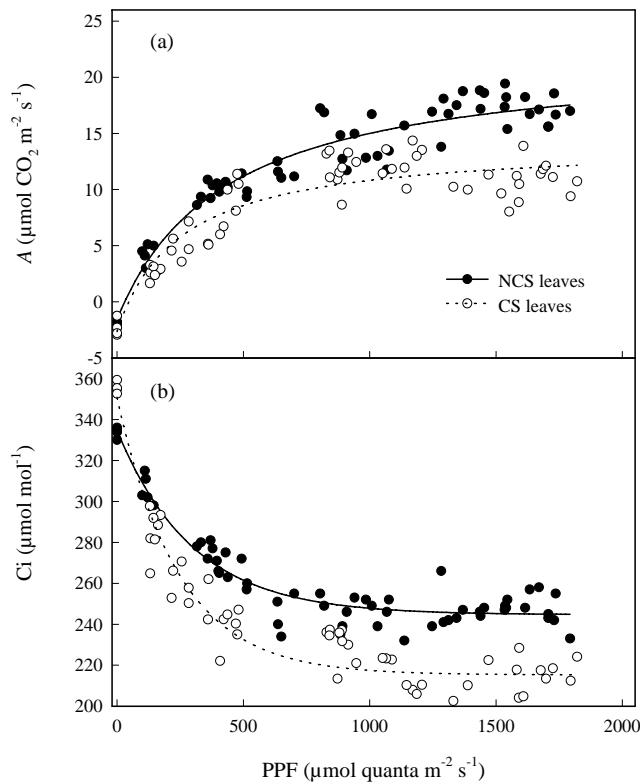 (a)
25
20
15
10
5
0
-5
A (µmol CO2 m-2 s-1)
NCS leaves
CS leaves
(b)
360
340
320
300
280
260
240
220
200
Ci (µmol mol-1)
0 500 1000 1500 2000
PPF (µmol quanta m-2 s-1)